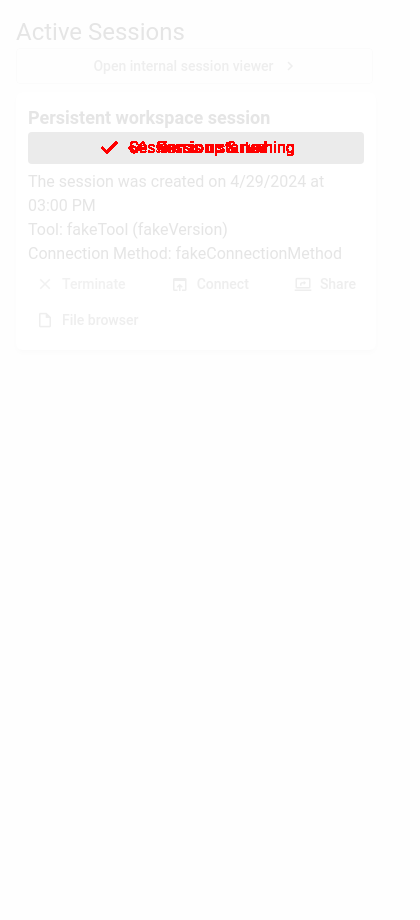 Active Sessions
Open internal session viewer
Persistent workspace session
The session was created on 4/29/2024 at
03:00 PM
Tool: fakeTool (fakeVersion)
Connection Method: fakeConnectionMethod
Terminate
Connect
Share
File browser